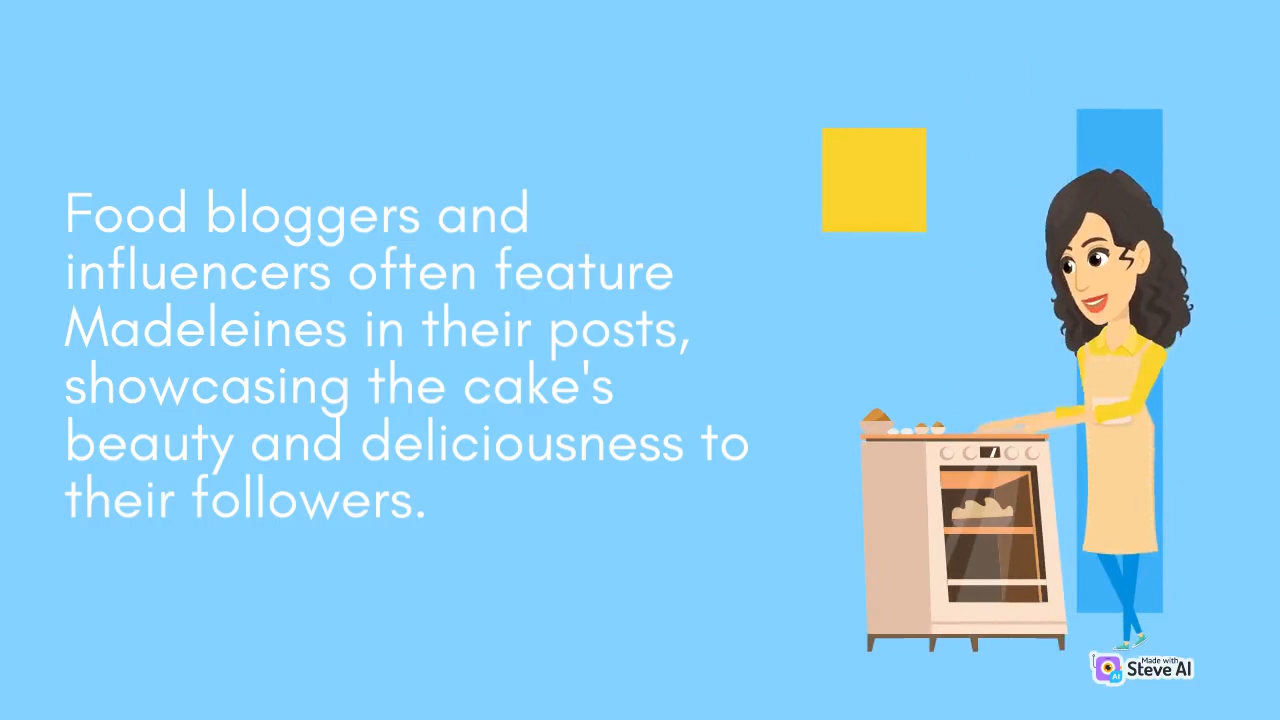 Food bloggers and
influencers often feature
Madeleines in their posts,
showcasing the cake's
beauty and deliciousness to
their followers.
Made with
Steve AI
AI